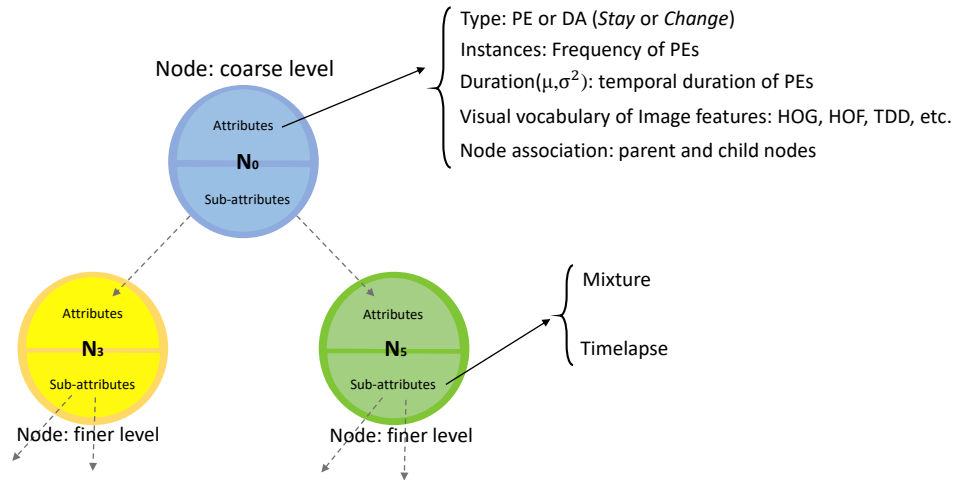 Type: PE or DA (Stay or Change)
Instances: Frequency of PEs
Duration(μ,σ²): temporal duration of PEs
Visual vocabulary of Image features: HOG, HOF, TDD, etc.
Node association: parent and child nodes
Node: coarse level
Attributes
N₀
Sub-attributes
Mixture
Timelapse
Attributes
N₃
Sub-attributes
Node: finer level
Attributes
N₅
Sub-attributes
Node: finer level